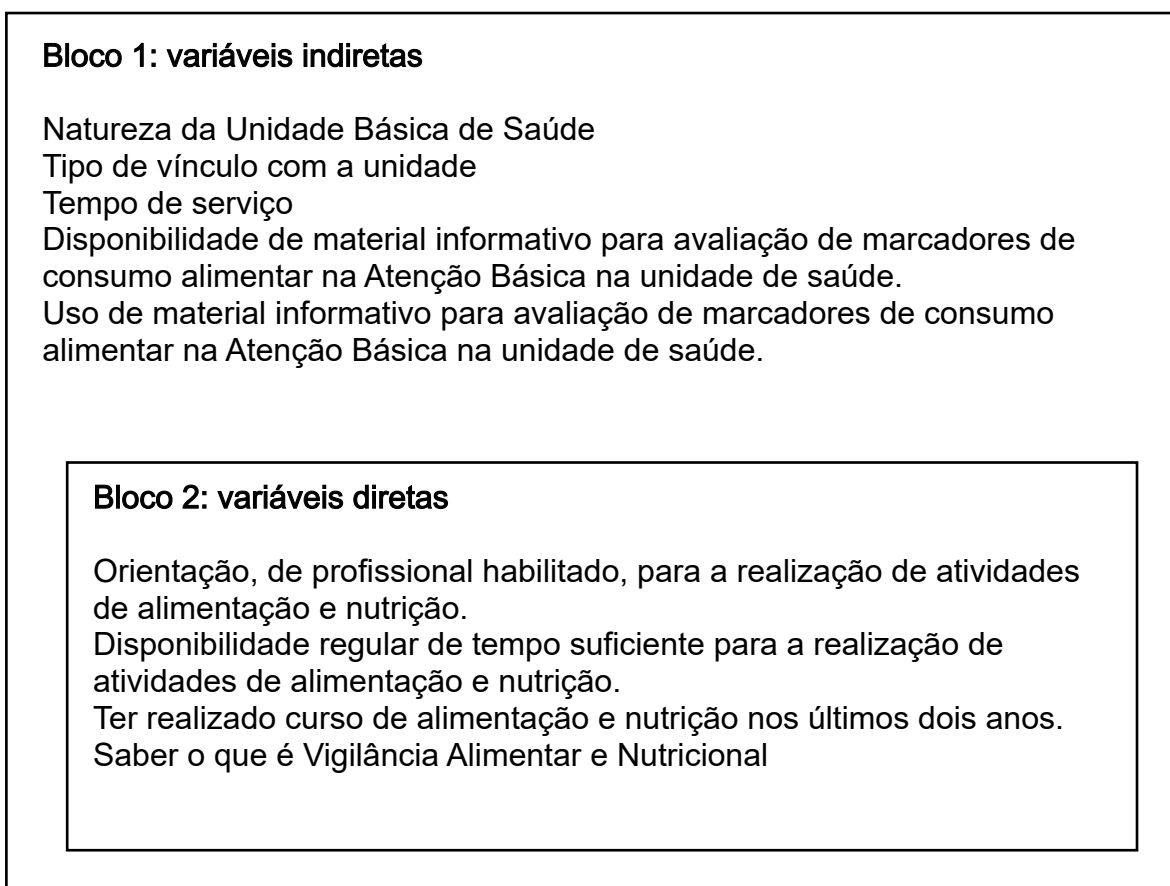 Bloco 1: variáveis indiretas
Natureza da Unidade Básica de Saúde
Tipo de vínculo com a unidade
Tempo de serviço
Disponibilidade de material informativo para avaliação de marcadores de
consumo alimentar na Atenção Básica na unidade de saúde.
Uso de material informativo para avaliação de marcadores de consumo
alimentar na Atenção Básica na unidade de saúde.
Bloco 2: variáveis diretas
Orientação, de profissional habilitado, para a realização de atividades
de alimentação e nutrição.
Disponibilidade regular de tempo suficiente para a realização de
atividades de alimentação e nutrição.
Ter realizado curso de alimentação e nutrição nos últimos dois anos.
Saber o que é Vigilância Alimentar e Nutricional